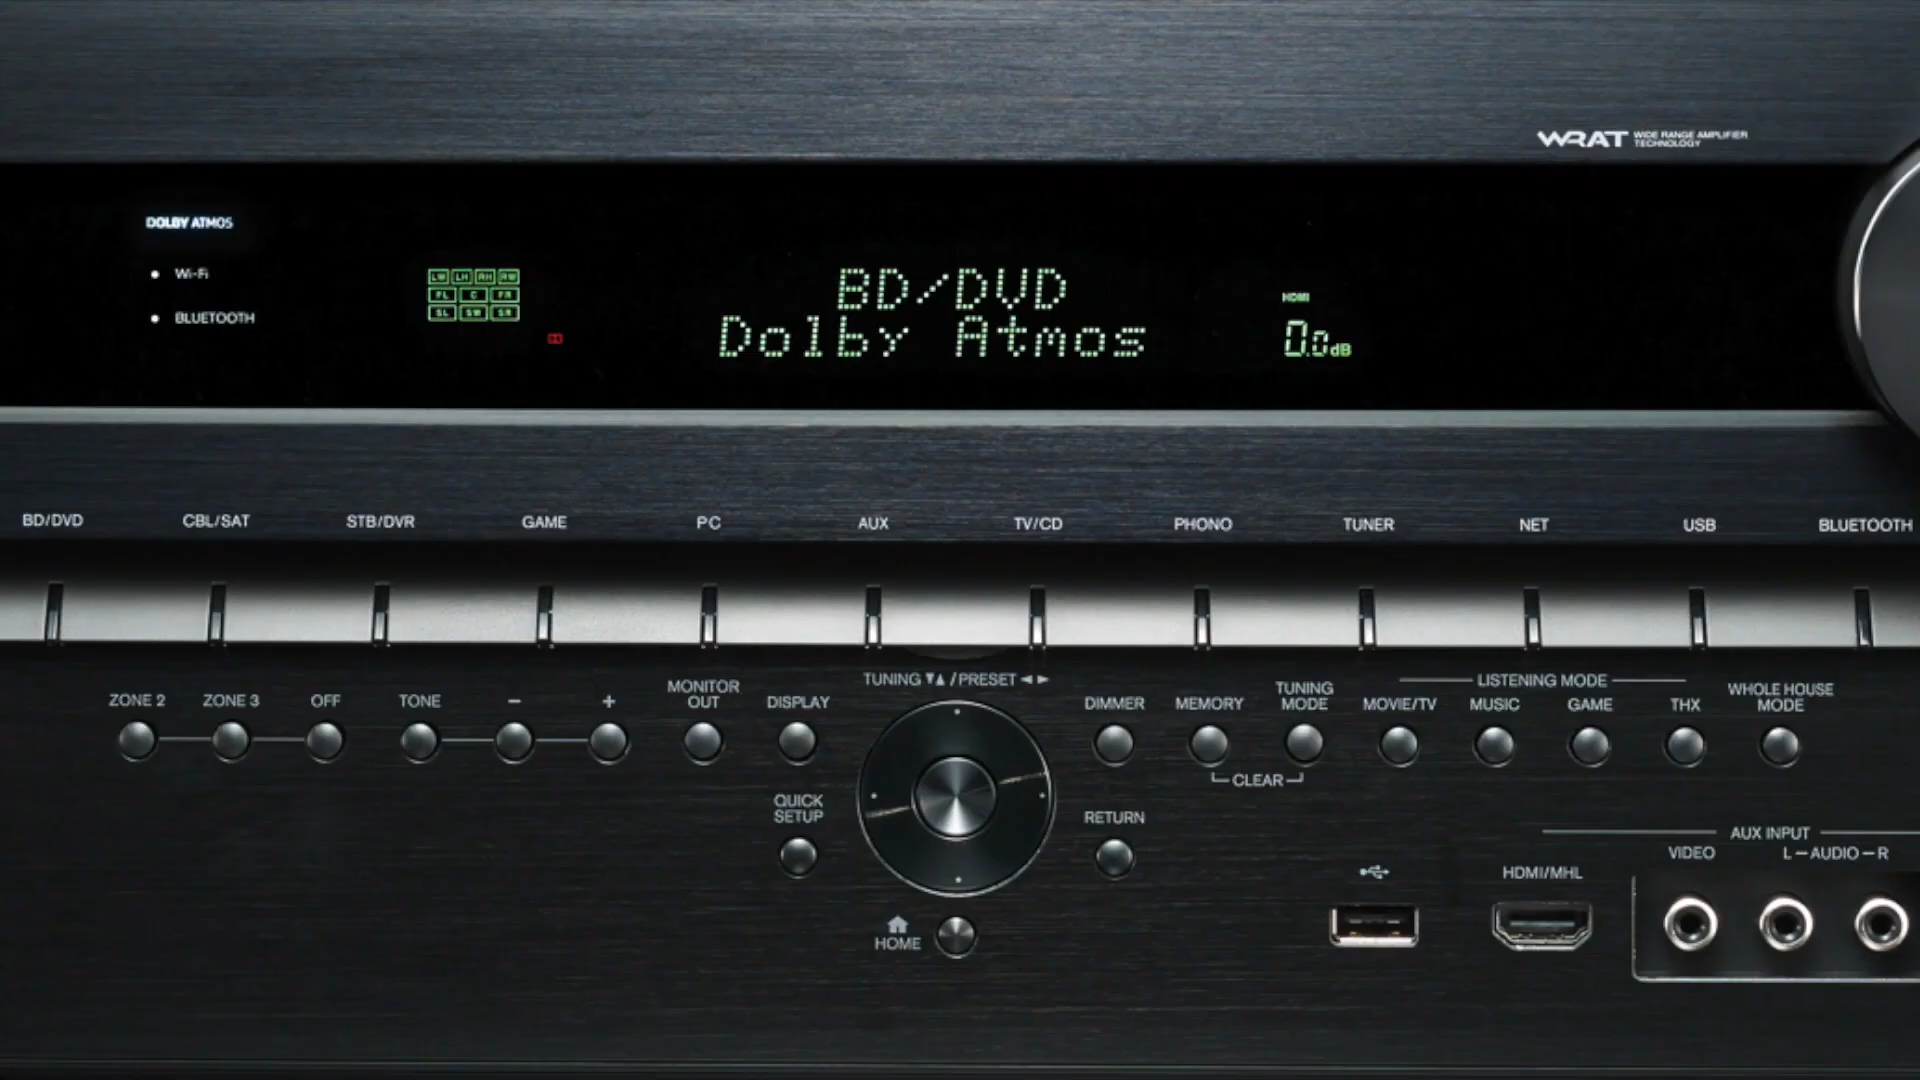 WRAT WIDE RANGE AMPLIFIER
TECHNOLOGY
DOLBY ATMOS
Wi-Fi
BLUETOOTH
LW LH RH RW
FL C FR
SL SW SR
BD/DVD
Dolby Atmos
HDMI
0.0dB
BD/DVD CBL/SAT STB/DVR GAME PC AUX TV/CD PHONO TUNER NET USB BLUETOOTH
TUNING ▼▲ / PRESET ◄ ►
LISTENING MODE
ZONE 2 ZONE 3 OFF TONE − +
MONITOR
OUT
DISPLAY
DIMMER
MEMORY
TUNING
MODE
MOVIE/TV MUSIC GAME THX
WHOLE HOUSE
MODE
CLEAR
QUICK
SETUP
RETURN
HOME
AUX INPUT
HDMI/MHL
VIDEO
L – AUDIO – R